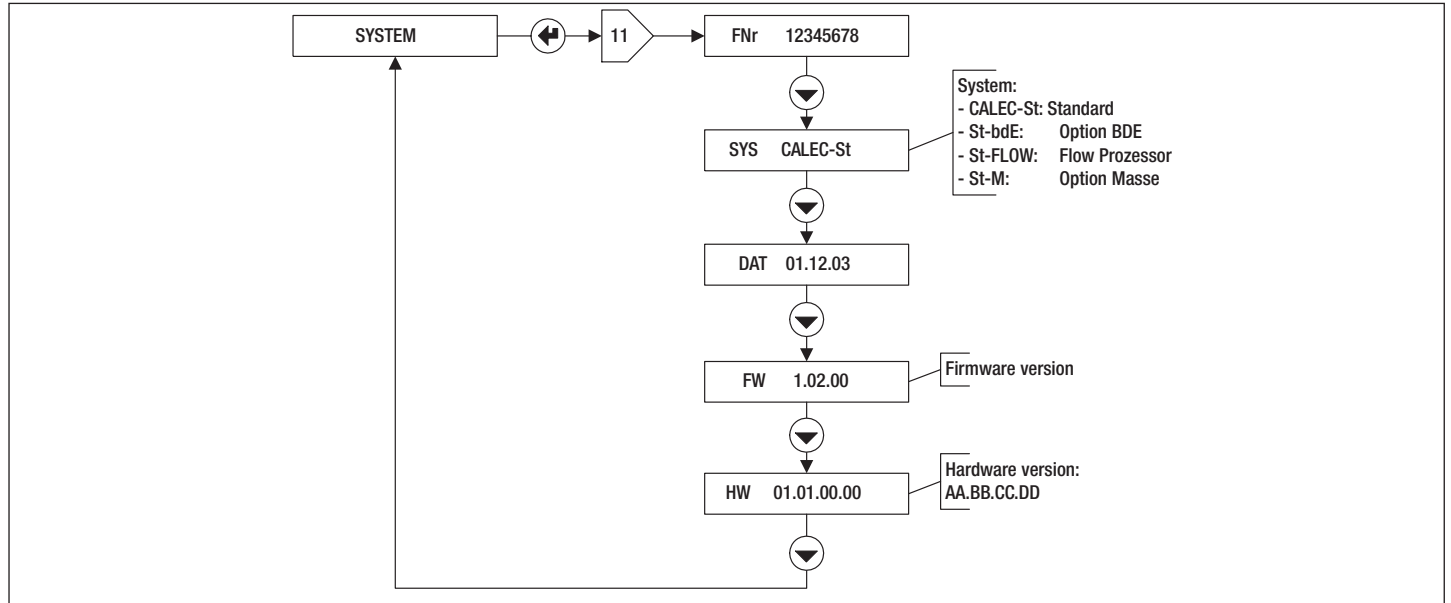 SYSTEM
11
FNr 12345678
System:
- CALEC-St: Standard
- St-bdE: Option BDE
- St-FLOW: Flow Prozessor
- St-M: Option Masse
SYS CALEC-St
DAT 01.12.03
FW 1.02.00
Firmware version
HW 01.01.00.00
Hardware version:
AA.BB.CC.DD